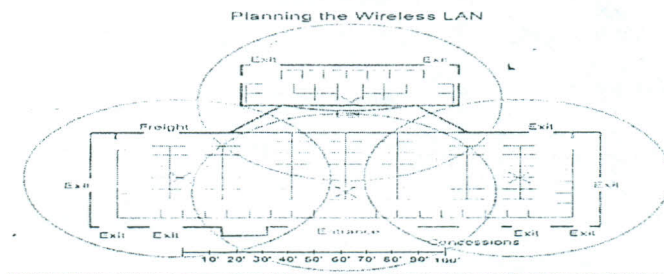 Planning the Wireless LAN
Exit Exit
Freight Exit
Exit Exit
Entrance
Exit Exit Exit Exit
Concessions
10' 20' 30' 40' 50' 60' 70' 80' 90' 100'